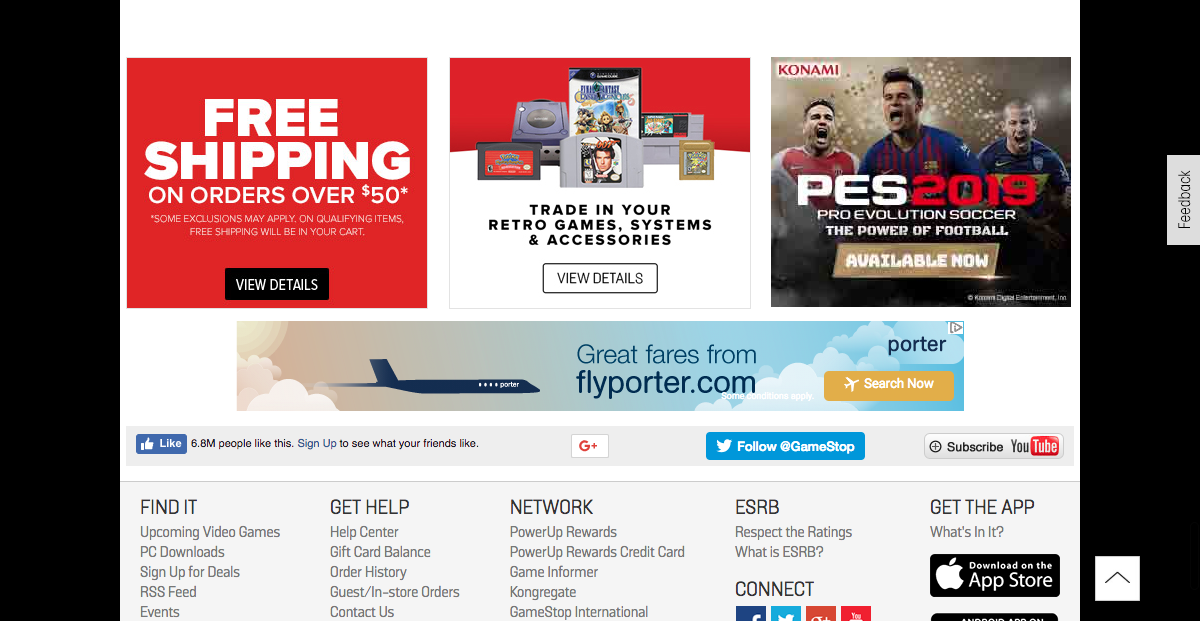 FREE
SHIPPING
ON ORDERS OVER $50*
*SOME EXCLUSIONS MAY APPLY. ON QUALIFYING ITEMS,
FREE SHIPPING WILL BE IN YOUR CART.
VIEW DETAILS
TRADE IN YOUR
RETRO GAMES, SYSTEMS
& ACCESSORIES
VIEW DETAILS
KONAMI
PES2019
PRO EVOLUTION SOCCER
THE POWER OF FOOTBALL
AVAILABLE NOW
© Konami Digital Entertainment, Inc.
Feedback
porter
Great fares from
flyporter.com
porter
Some conditions apply.
Search Now
Like 6.8M people like this. Sign Up to see what your friends like.
G+
Follow @GameStop
Subscribe YouTube
FIND IT
Upcoming Video Games
PC Downloads
Sign Up for Deals
RSS Feed
Events
GET HELP
Help Center
Gift Card Balance
Order History
Guest/In-store Orders
Contact Us
NETWORK
PowerUp Rewards
PowerUp Rewards Credit Card
Game Informer
Kongregate
GameStop International
ESRB
Respect the Ratings
What is ESRB?
CONNECT
GET THE APP
What's In It?
Download on the
App Store
ANDROID APP ON